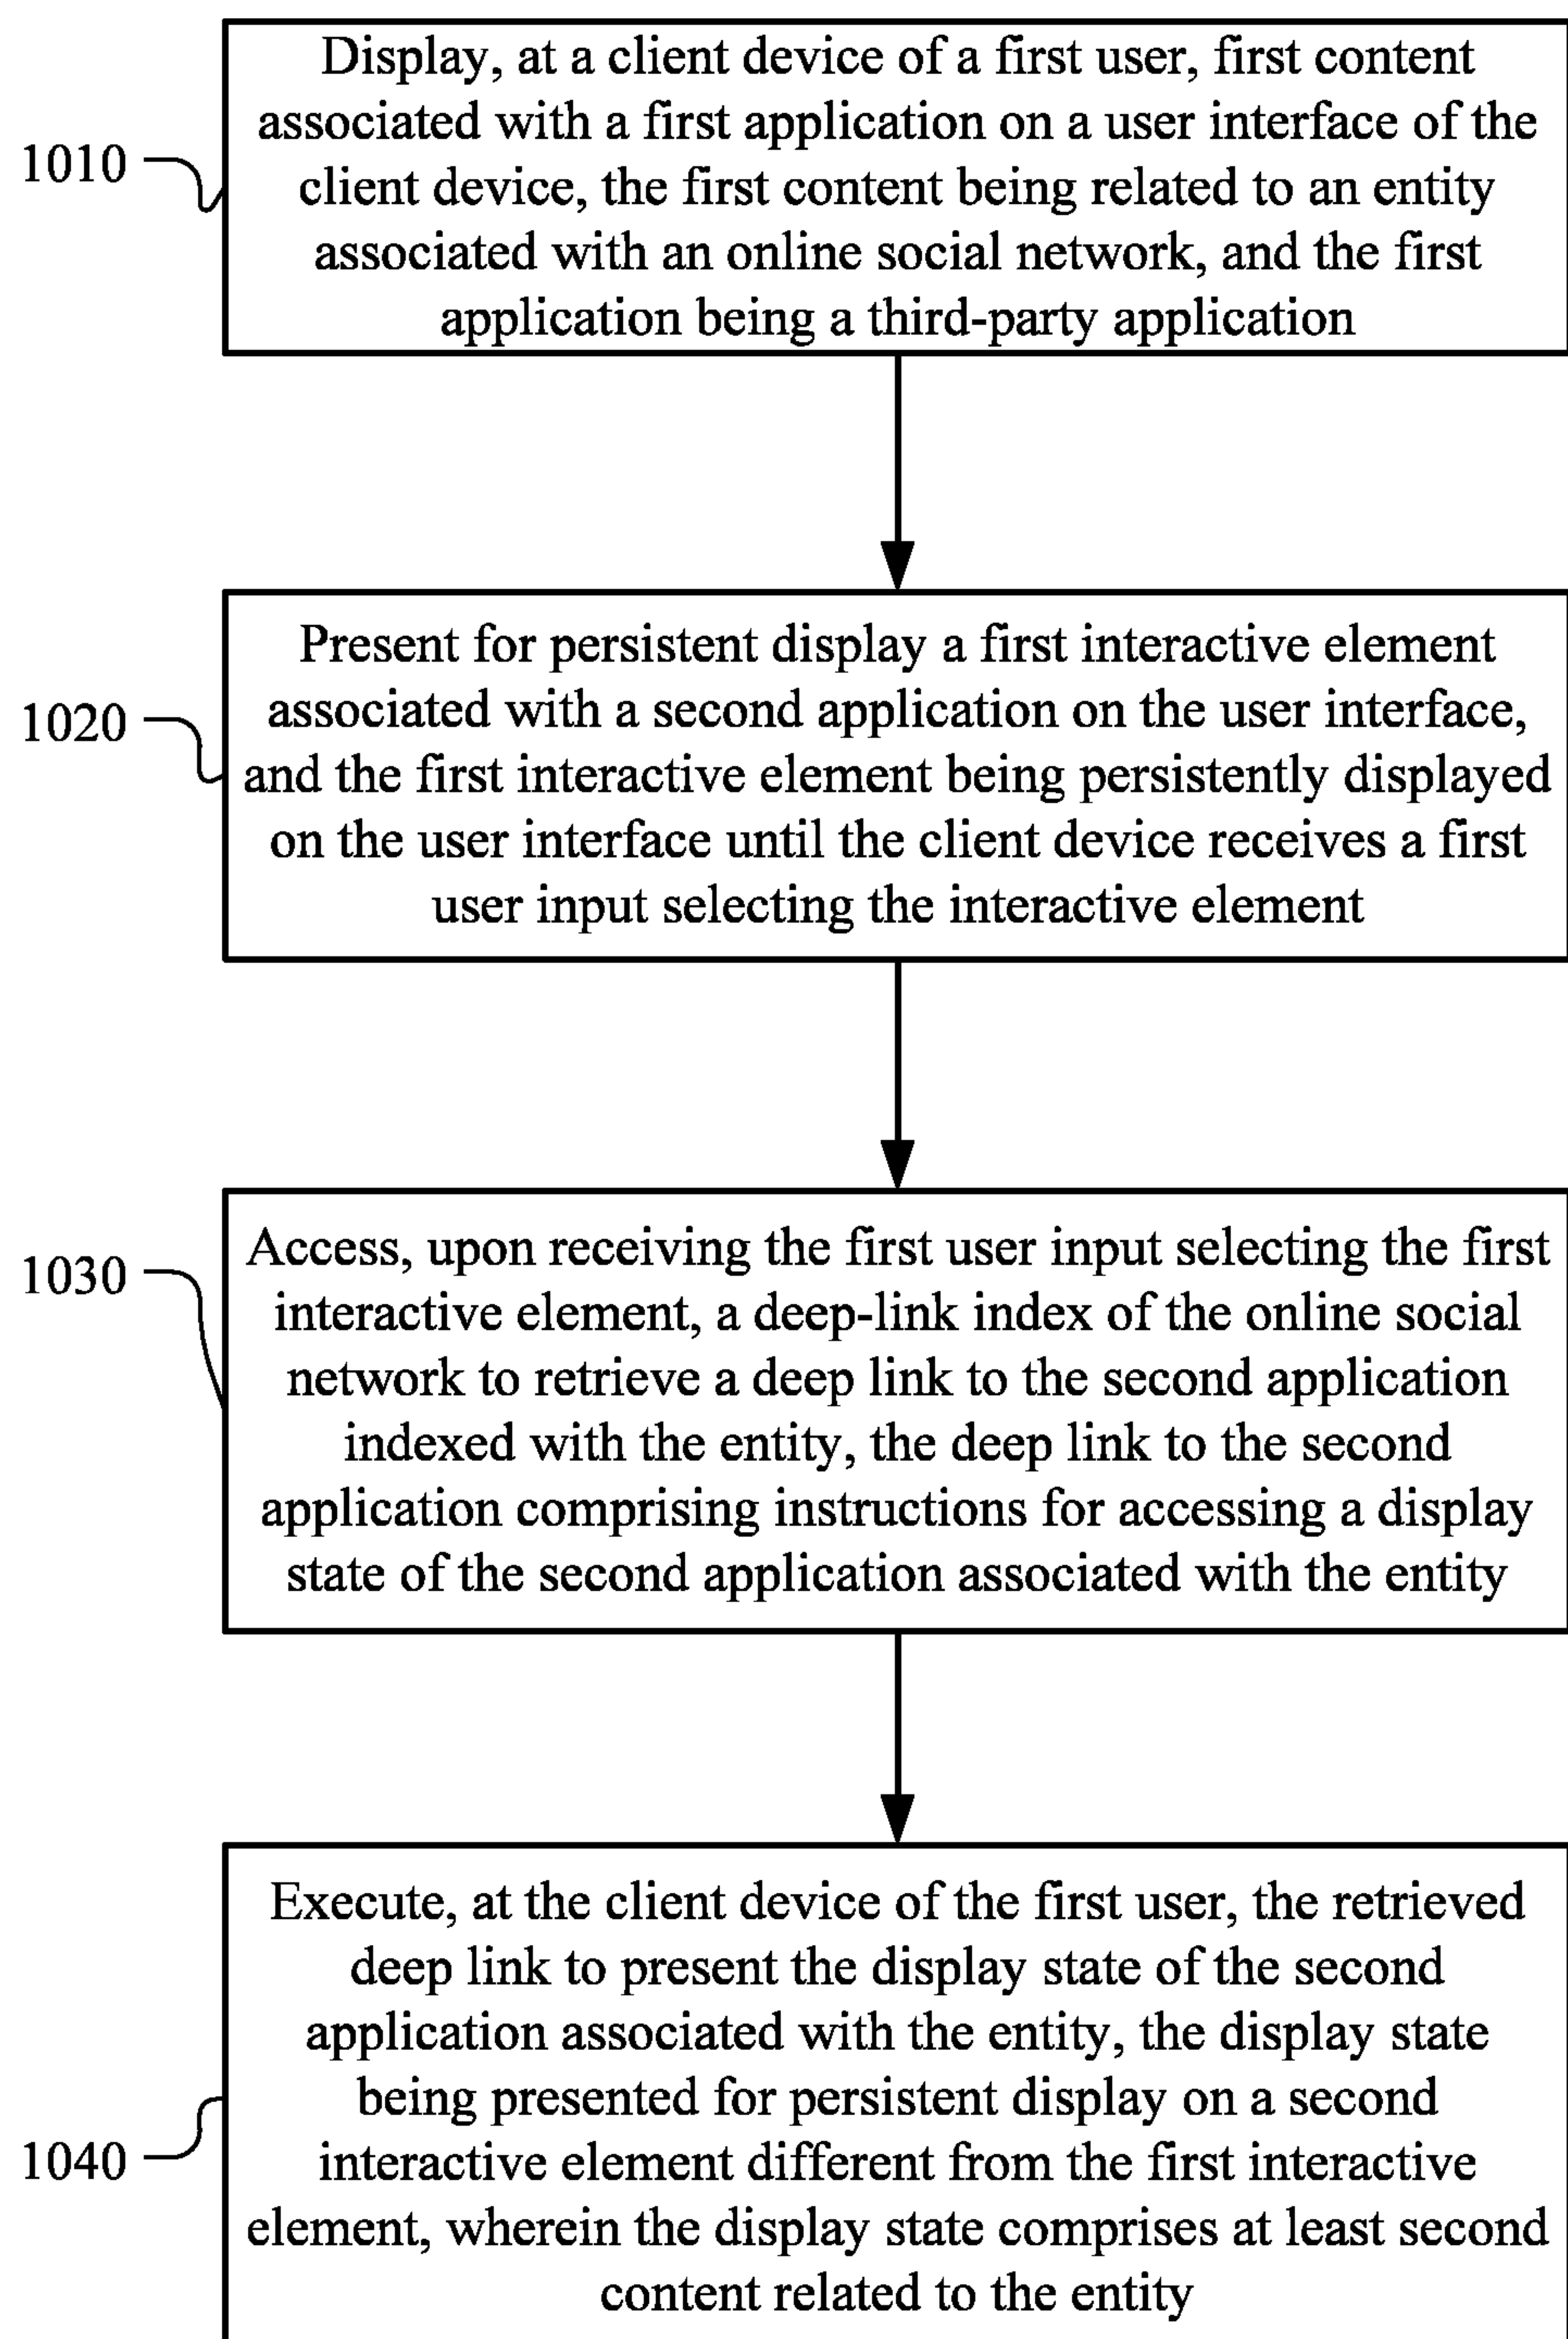 1010
Display, at a client device of a first user, first content
associated with a first application on a user interface of the
client device, the first content being related to an entity
associated with an online social network, and the first
application being a third-party application
1020
Present for persistent display a first interactive element
associated with a second application on the user interface,
and the first interactive element being persistently displayed
on the user interface until the client device receives a first
user input selecting the interactive element
1030
Access, upon receiving the first user input selecting the first
interactive element, a deep-link index of the online social
network to retrieve a deep link to the second application
indexed with the entity, the deep link to the second
application comprising instructions for accessing a display
state of the second application associated with the entity
1040
Execute, at the client device of the first user, the retrieved
deep link to present the display state of the second
application associated with the entity, the display state
being presented for persistent display on a second
interactive element different from the first interactive
element, wherein the display state comprises at least second
content related to the entity